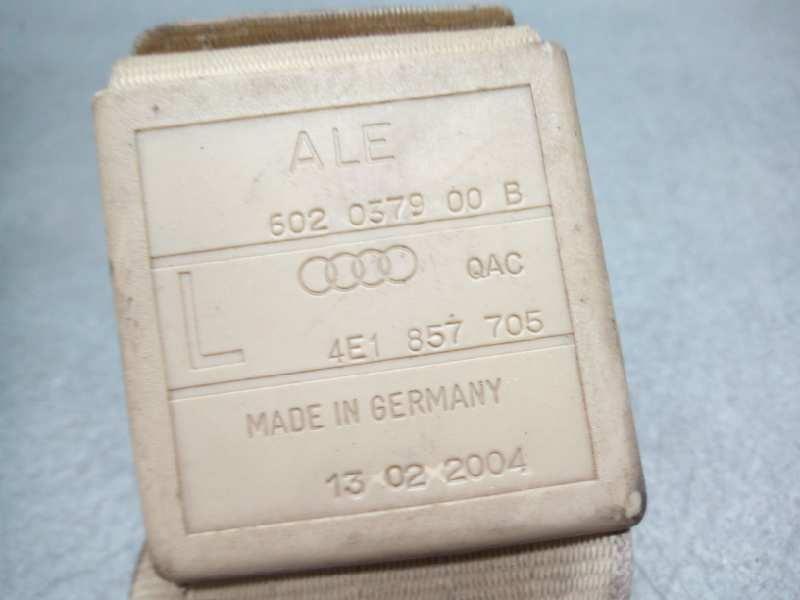 ALE
602 0379 00 B
QAC
L
4E1 857 705
MADE IN GERMANY
13 02 2004